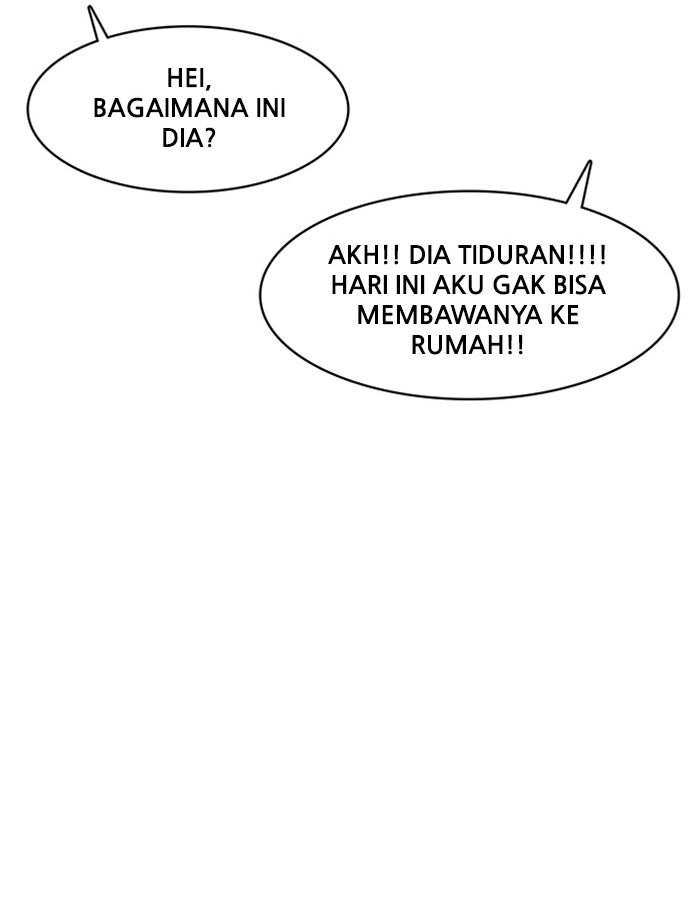 HEI,
BAGAIMANA INI
DIA?
AKH!! DIA TIDURAN!!!!
HARI INI AKU GAK BISA
MEMBAWANYA KE
RUMAH!!